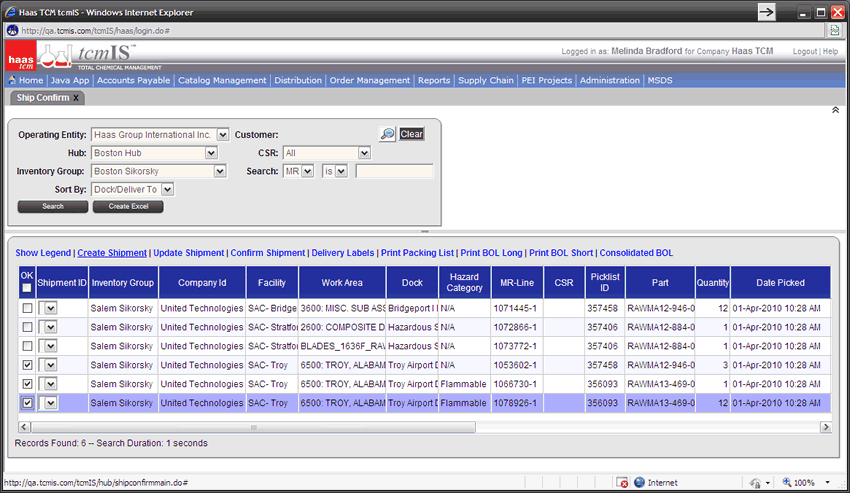 Haas TCM tcmIS - Windows Internet Explorer
http://qa.tcmis.com/tcmIS/haas/login.do#
haas tcm tcmIS TOTAL CHEMICAL MANAGEMENT
Logged in as: Melinda Bradford for Company Haas TCM Logout | Help
Home | Java App | Accounts Payable | Catalog Management | Distribution | Order Management | Reports | Supply Chain | PEI Projects | Administration | MSDS
Ship Confirm X
Operating Entity: Haas Group International Inc. Customer: Clear
Hub: Boston Hub CSR: All
Inventory Group: Boston Sikorsky Search: MR is
Sort By: Dock/Deliver To
Search Create Excel
Show Legend | Create Shipment | Update Shipment | Confirm Shipment | Delivery Labels | Print Packing List | Print BOL Long | Print BOL Short | Consolidated BOL
OK Shipment ID Inventory Group Company Id Facility Work Area Dock Hazard Category MR-Line CSR Picklist ID Part Quantity Date Picked
Salem Sikorsky United Technologies SAC- Bridge 3600: MISC. SUB ASS Bridgeport I N/A 1071445-1 357458 RAWMA12-946-0 12 01-Apr-2010 10:28 AM
Salem Sikorsky United Technologies SAC- Stratfor 2600: COMPOSITE D Hazardous S N/A 1072866-1 357406 RAWMA12-884-0 1 01-Apr-2010 10:28 AM
Salem Sikorsky United Technologies SAC- Stratfor BLADES_1636F_RAV Hazardous S N/A 1073772-1 357406 RAWMA12-884-0 1 01-Apr-2010 10:28 AM
Salem Sikorsky United Technologies SAC- Troy 6500: TROY, ALABAM Troy Airport D N/A 1053602-1 357458 RAWMA12-946-0 3 01-Apr-2010 10:28 AM
Salem Sikorsky United Technologies SAC- Troy 6500: TROY, ALABAM Troy Airport D Flammable 1066730-1 356093 RAWMA13-469-0 1 01-Apr-2010 10:28 AM
Salem Sikorsky United Technologies SAC- Troy 6500: TROY, ALABAM Troy Airport D Flammable 1078926-1 356093 RAWMA13-469-0 12 01-Apr-2010 10:28 AM
Records Found: 6 -- Search Duration: 1 seconds
http://qa.tcmis.com/tcmIS/hub/shipconfirmmain.do# Internet 100%